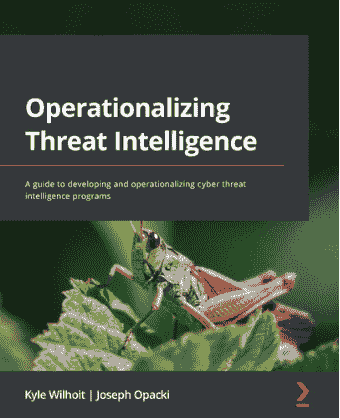 Operationalizing
Threat Intelligence
A guide to developing and operationalizing cyber threat
intelligence programs
Kyle Wilhoit | Joseph Opacki